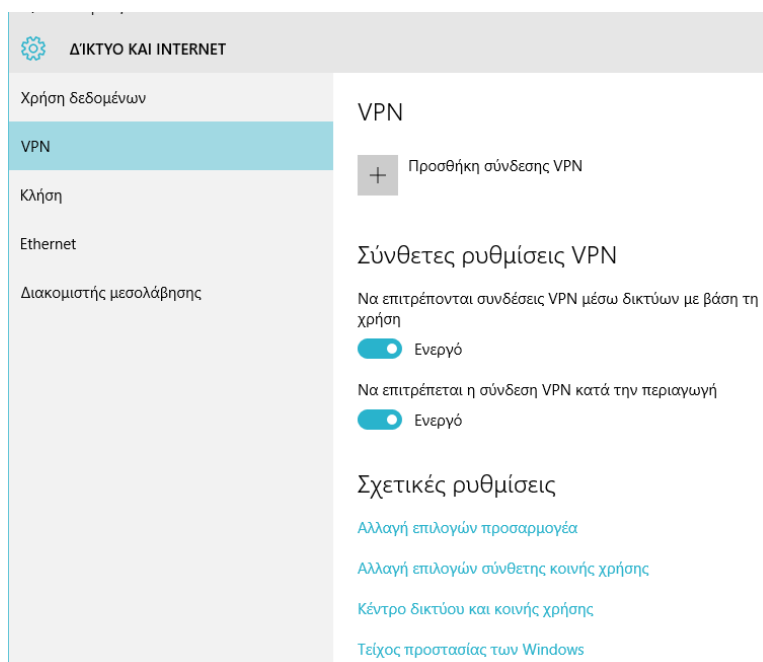 ΔΊΚΤΥΟ ΚΑΙ INTERNET
Χρήση δεδομένων
VPN
Κλήση
Ethernet
Διακομιστής μεσολάβησης
VPN
Προσθήκη σύνδεσης VPN
Σύνθετες ρυθμίσεις VPN
Να επιτρέπονται συνδέσεις VPN μέσω δικτύων με βάση τη
χρήση
Ενεργό
Να επιτρέπεται η σύνδεση VPN κατά την περιαγωγή
Ενεργό
Σχετικές ρυθμίσεις
Αλλαγή επιλογών προσαρμογέα
Αλλαγή επιλογών σύνθετης κοινής χρήσης
Κέντρο δικτύου και κοινής χρήσης
Τείχος προστασίας των Windows